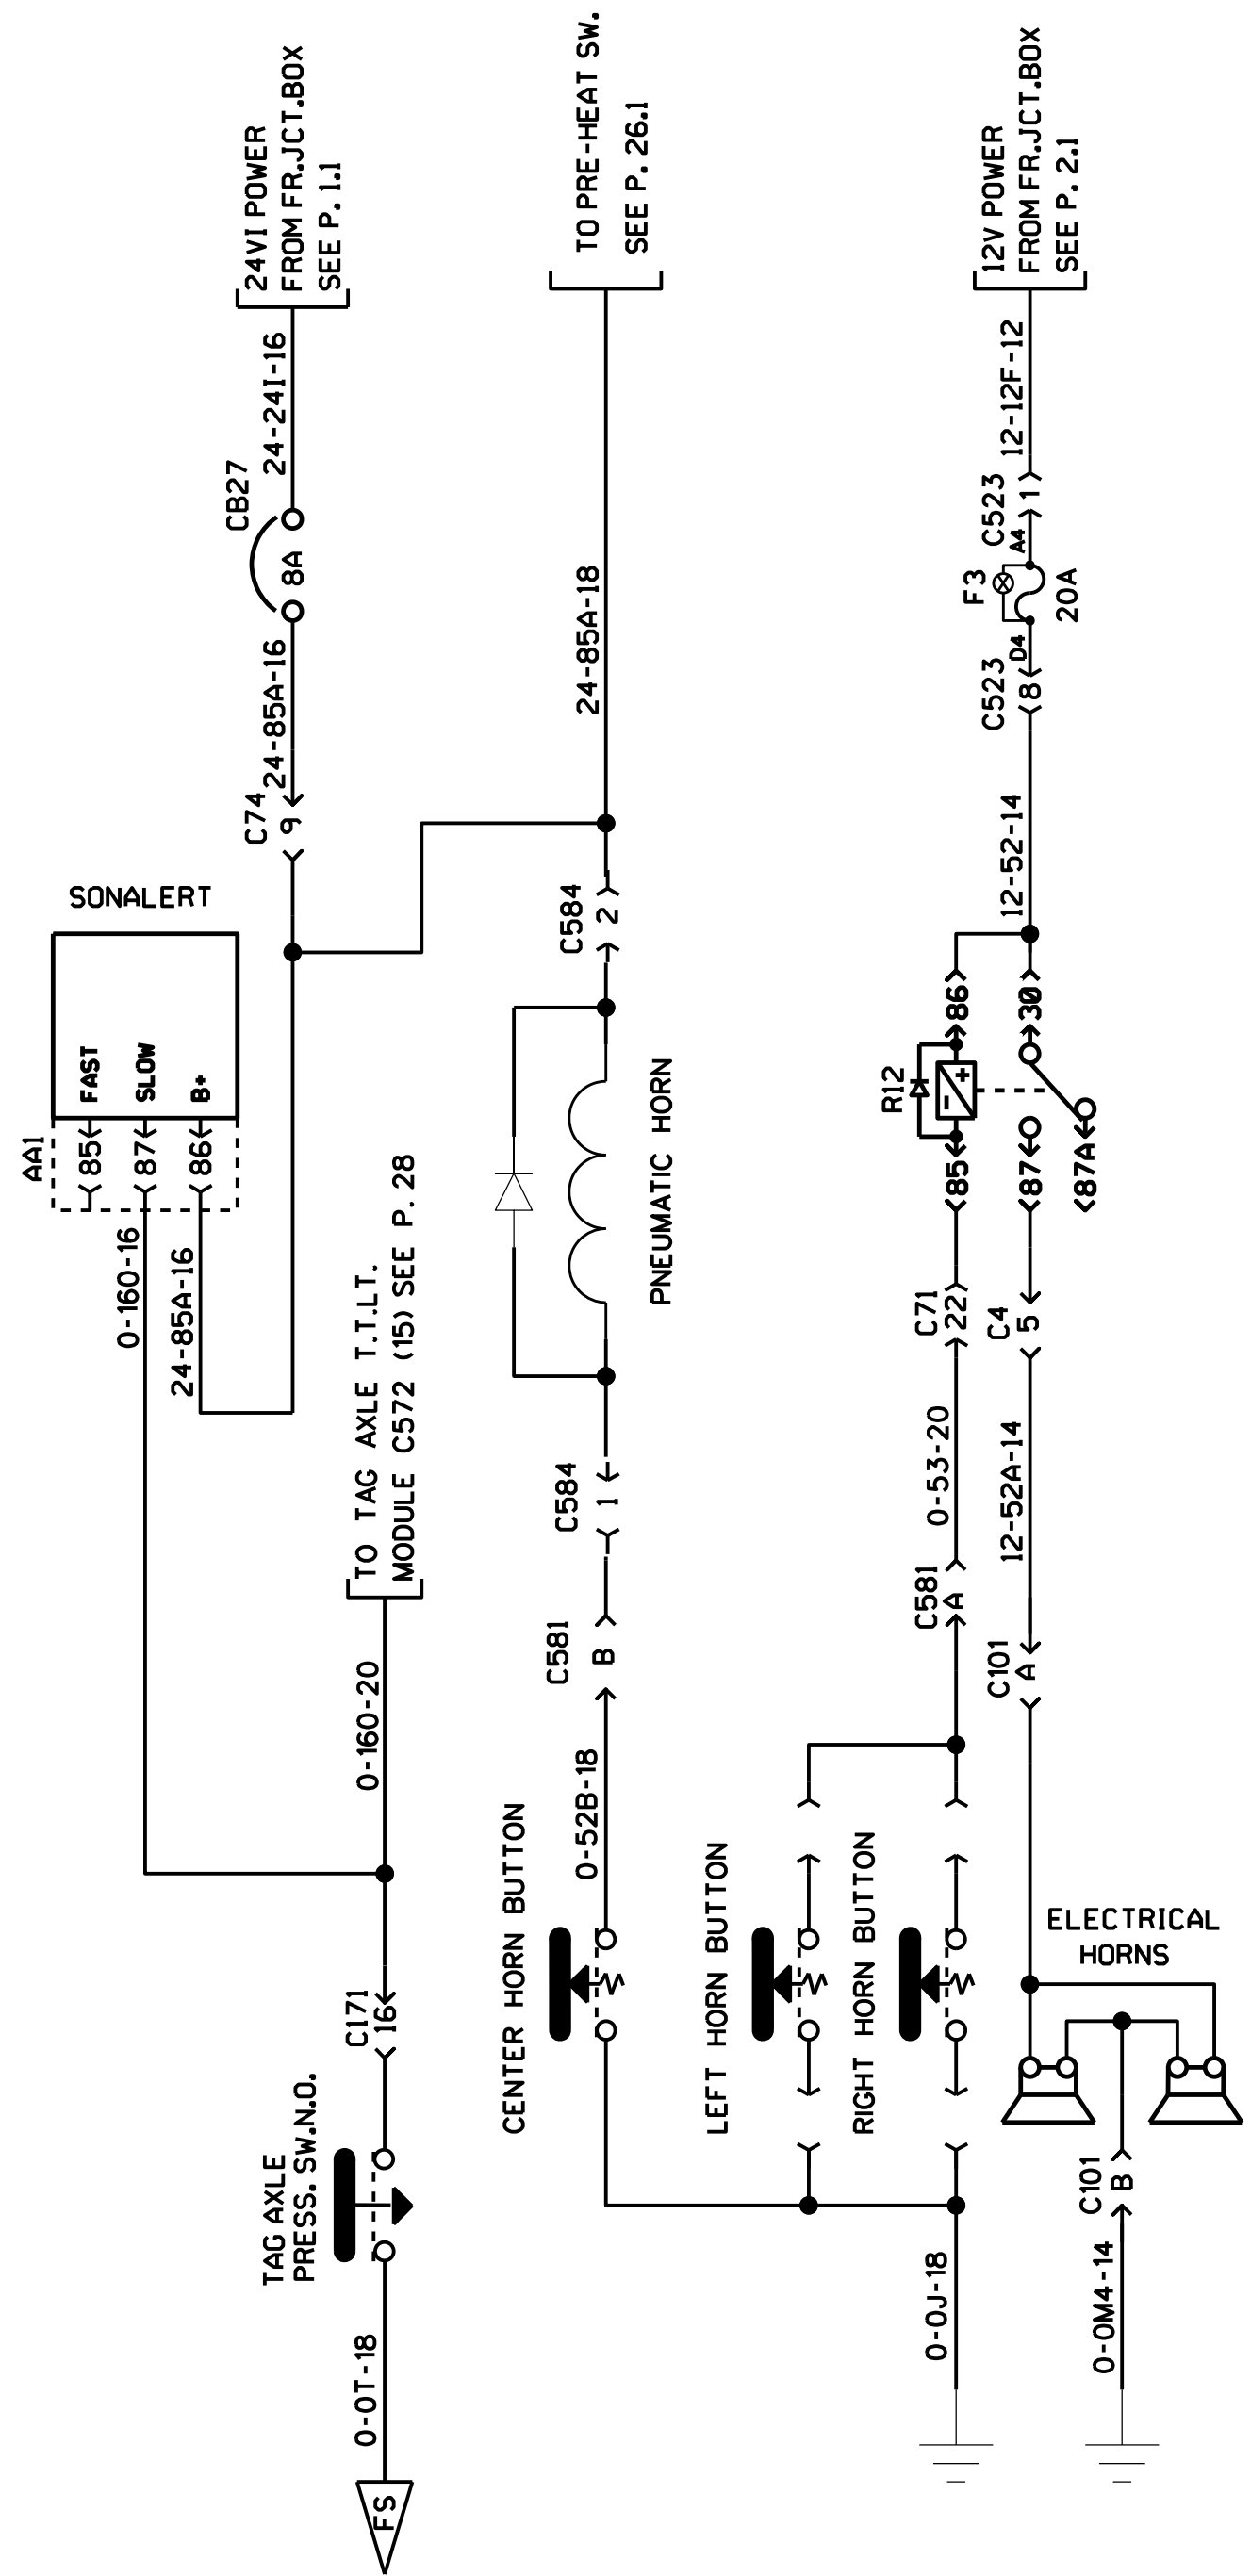 24VI POWER
FROM FR.JCT.BOX
SEE P. 1.1
24-24I-16
CB27
8A
24-85A-16
C74
9
SONALERT
FAST
SLOW
B+
AA1
85
87
86
0-160-16
24-85A-16
TO TAG AXLE T.T.LT.
MODULE C572 (15) SEE P. 28
0-160-20
C171
16
TAG AXLE
PRESS. SW.N.O.
0-0T-18
FS
TO PRE-HEAT SW.
SEE P. 26.1
24-85A-18
C584
2
PNEUMATIC HORN
C584
1
C581
B
0-52B-18
CENTER HORN BUTTON
LEFT HORN BUTTON
RIGHT HORN BUTTON
12V POWER
FROM FR.JCT.BOX
SEE P. 2.1
12-12F-12
C523
1
A4
F3
20A
D4
C523
8
12-52-14
86
30
R12
+
-
85
87
87A
C71
22
C4
5
0-53-20
12-52A-14
C581
A
C101
A
ELECTRICAL
HORNS
C101
B
0-0J-18
0-0M4-14